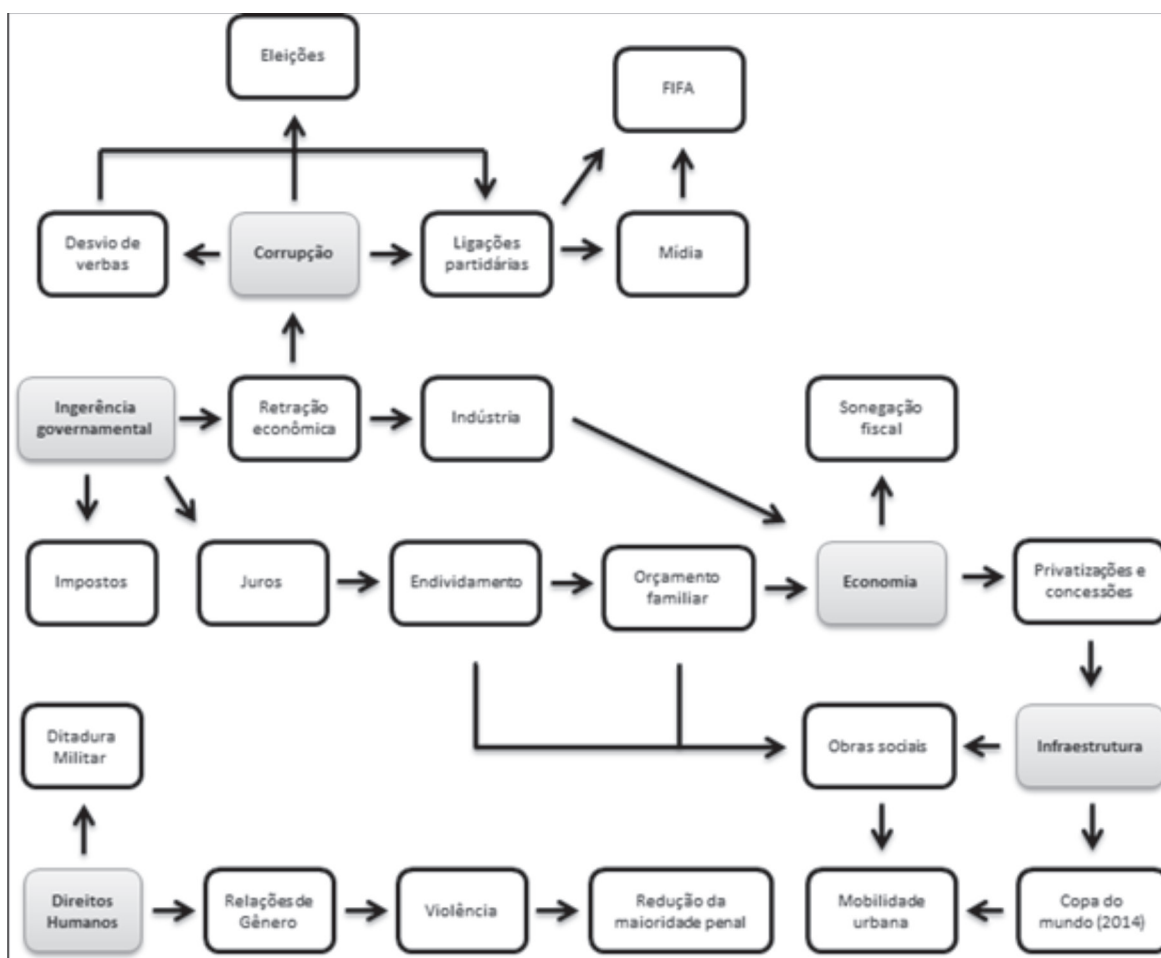 Eleições
FIFA
Desvio de
verbas
Corrupção
Ligações
partidárias
Mídia
Ingerência
governamental
Retração
econômica
Indústria
Sonegação
fiscal
Impostos
Juros
Endividamento
Orçamento
familiar
Economia
Privatizações e
concessões
Ditadura
Militar
Obras sociais
Infraestrutura
Direitos
Humanos
Relações de
Gênero
Violência
Redução da
maioridade penal
Mobilidade
urbana
Copa do
mundo (2014)